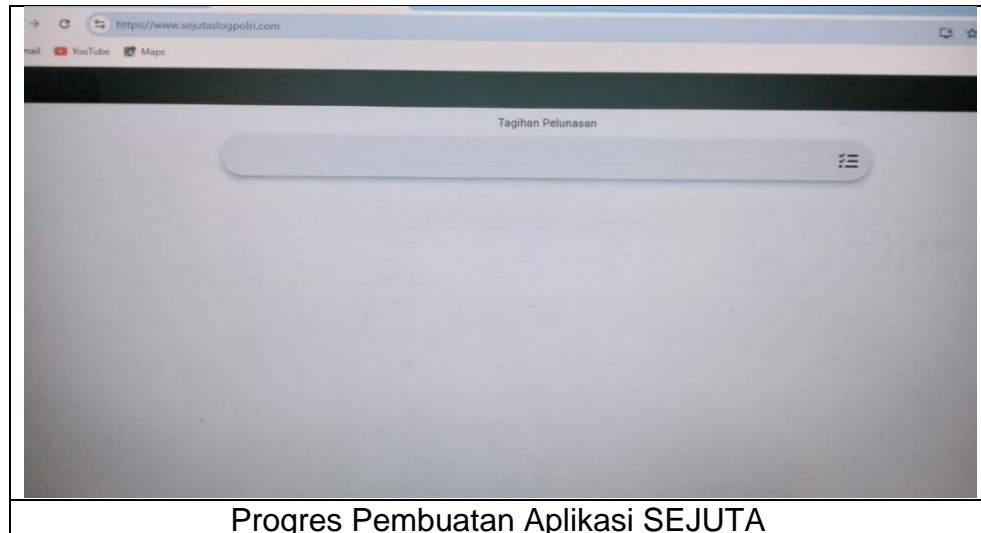 https://www.sejutaslogpolri.com
mail YouTube Maps
Tagihan Pelunasan
Progres Pembuatan Aplikasi SEJUTA